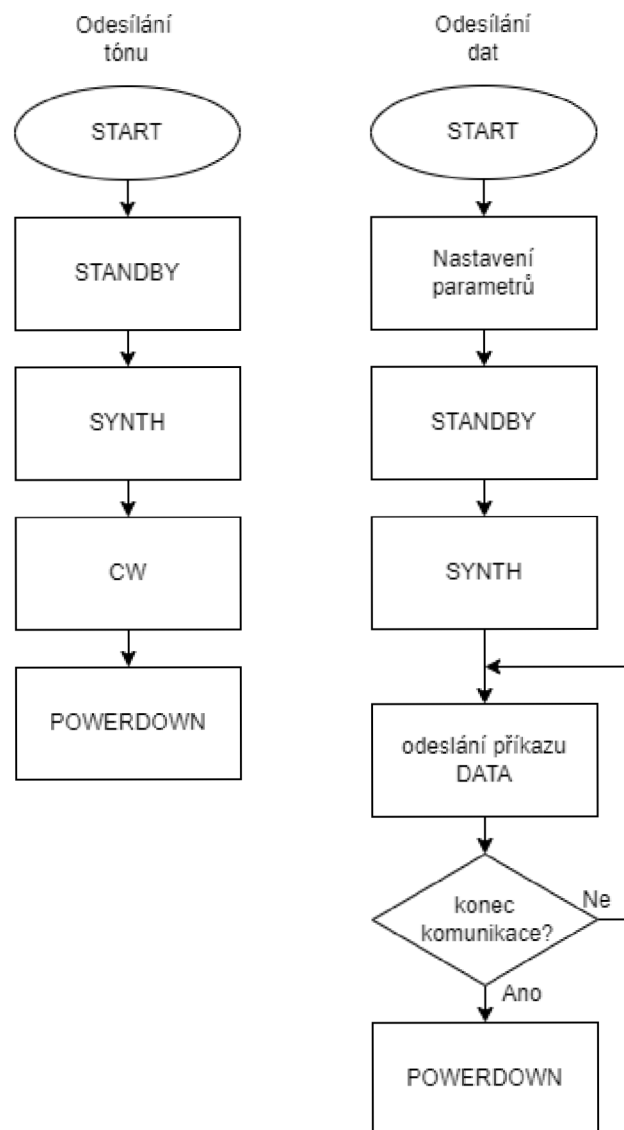 Odesílání
tónu
START
STANDBY
SYNTH
CW
POWERDOWN
Odesílání
dat
START
Nastavení
parametrů
STANDBY
SYNTH
odeslání příkazu
DATA
konec
komunikace?
Ne
Ano
POWERDOWN